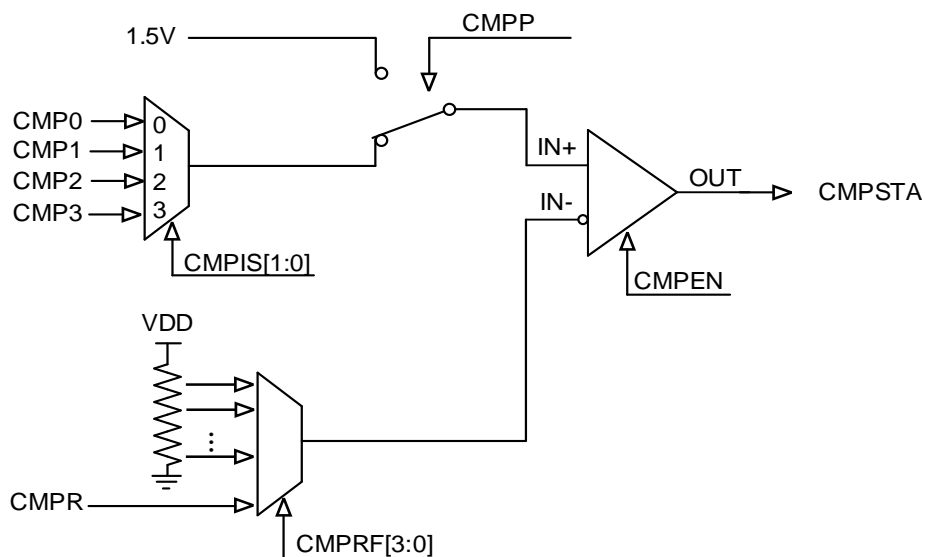 1.5V
CMPP
CMP0
0
CMP1
1
CMP2
2
CMP3
3
CMPIS[1:0]
IN+
IN-
OUT
CMPSTA
CMPEN
VDD
CMPR
CMPRF[3:0]